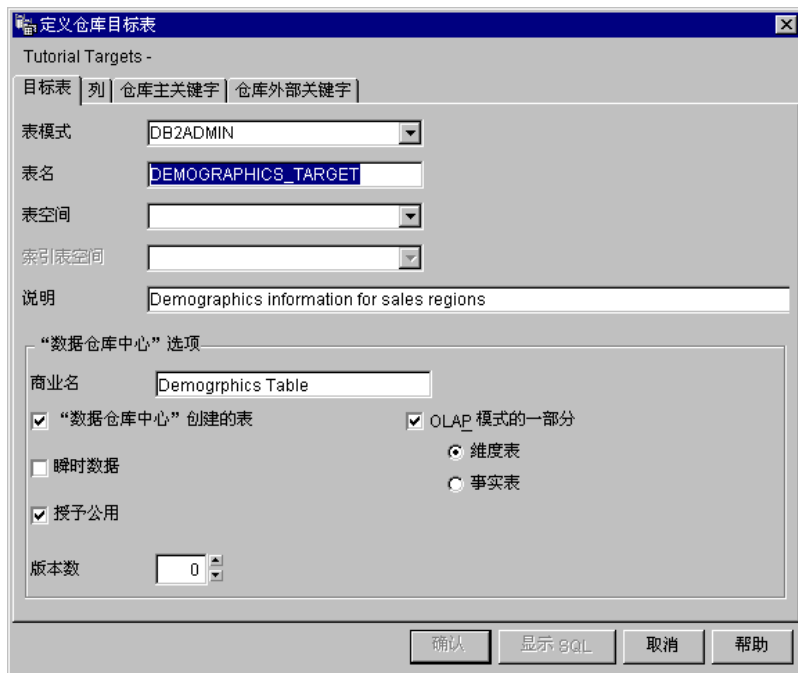 定义仓库目标表
Tutorial Targets -
目标表 列 仓库主关键字 仓库外部关键字
表模式 DB2ADMIN
表名 DEMOGRAPHICS_TARGET
表空间
索引表空间
说明 Demographics information for sales regions
“数据仓库中心”选项
商业名 Demogrphics Table
“数据仓库中心”创建的表 OLAP 模式的一部分
维度表
瞬时数据
事实表
授予公用
版本数 0
确认 显示 SQL 取消 帮助